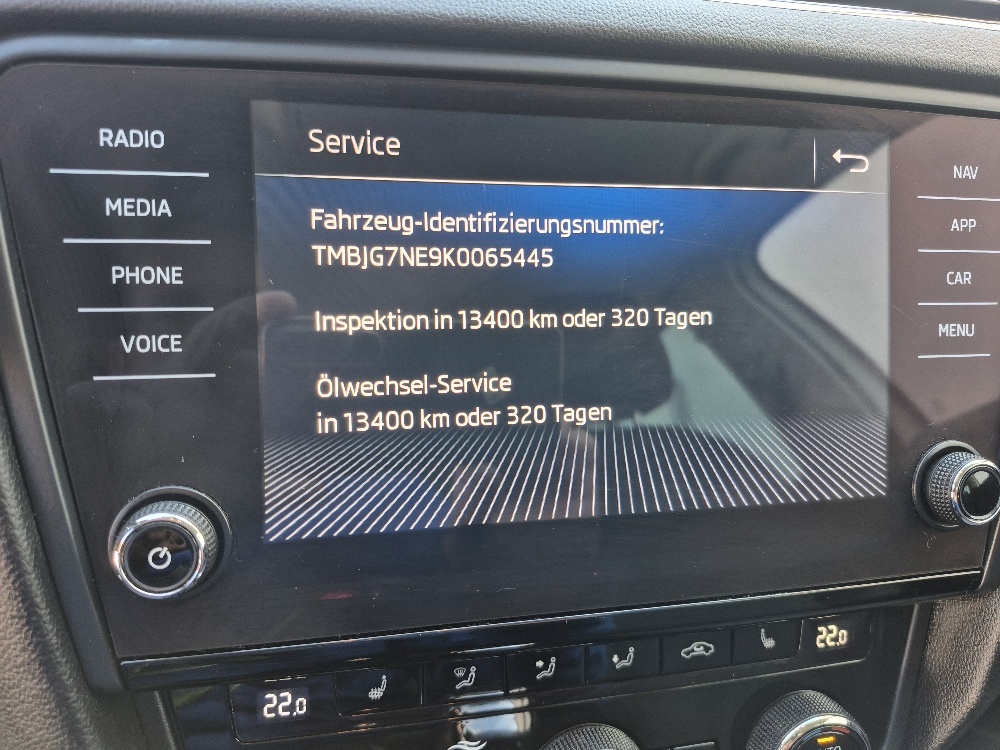 RADIO
MEDIA
PHONE
VOICE
Service
Fahrzeug-Identifizierungsnummer:
TMBJG7NE9K0065445
Inspektion in 13400 km oder 320 Tagen
Ölwechsel-Service
in 13400 km oder 320 Tagen
NAV
APP
CAR
MENU
22.0
22.0